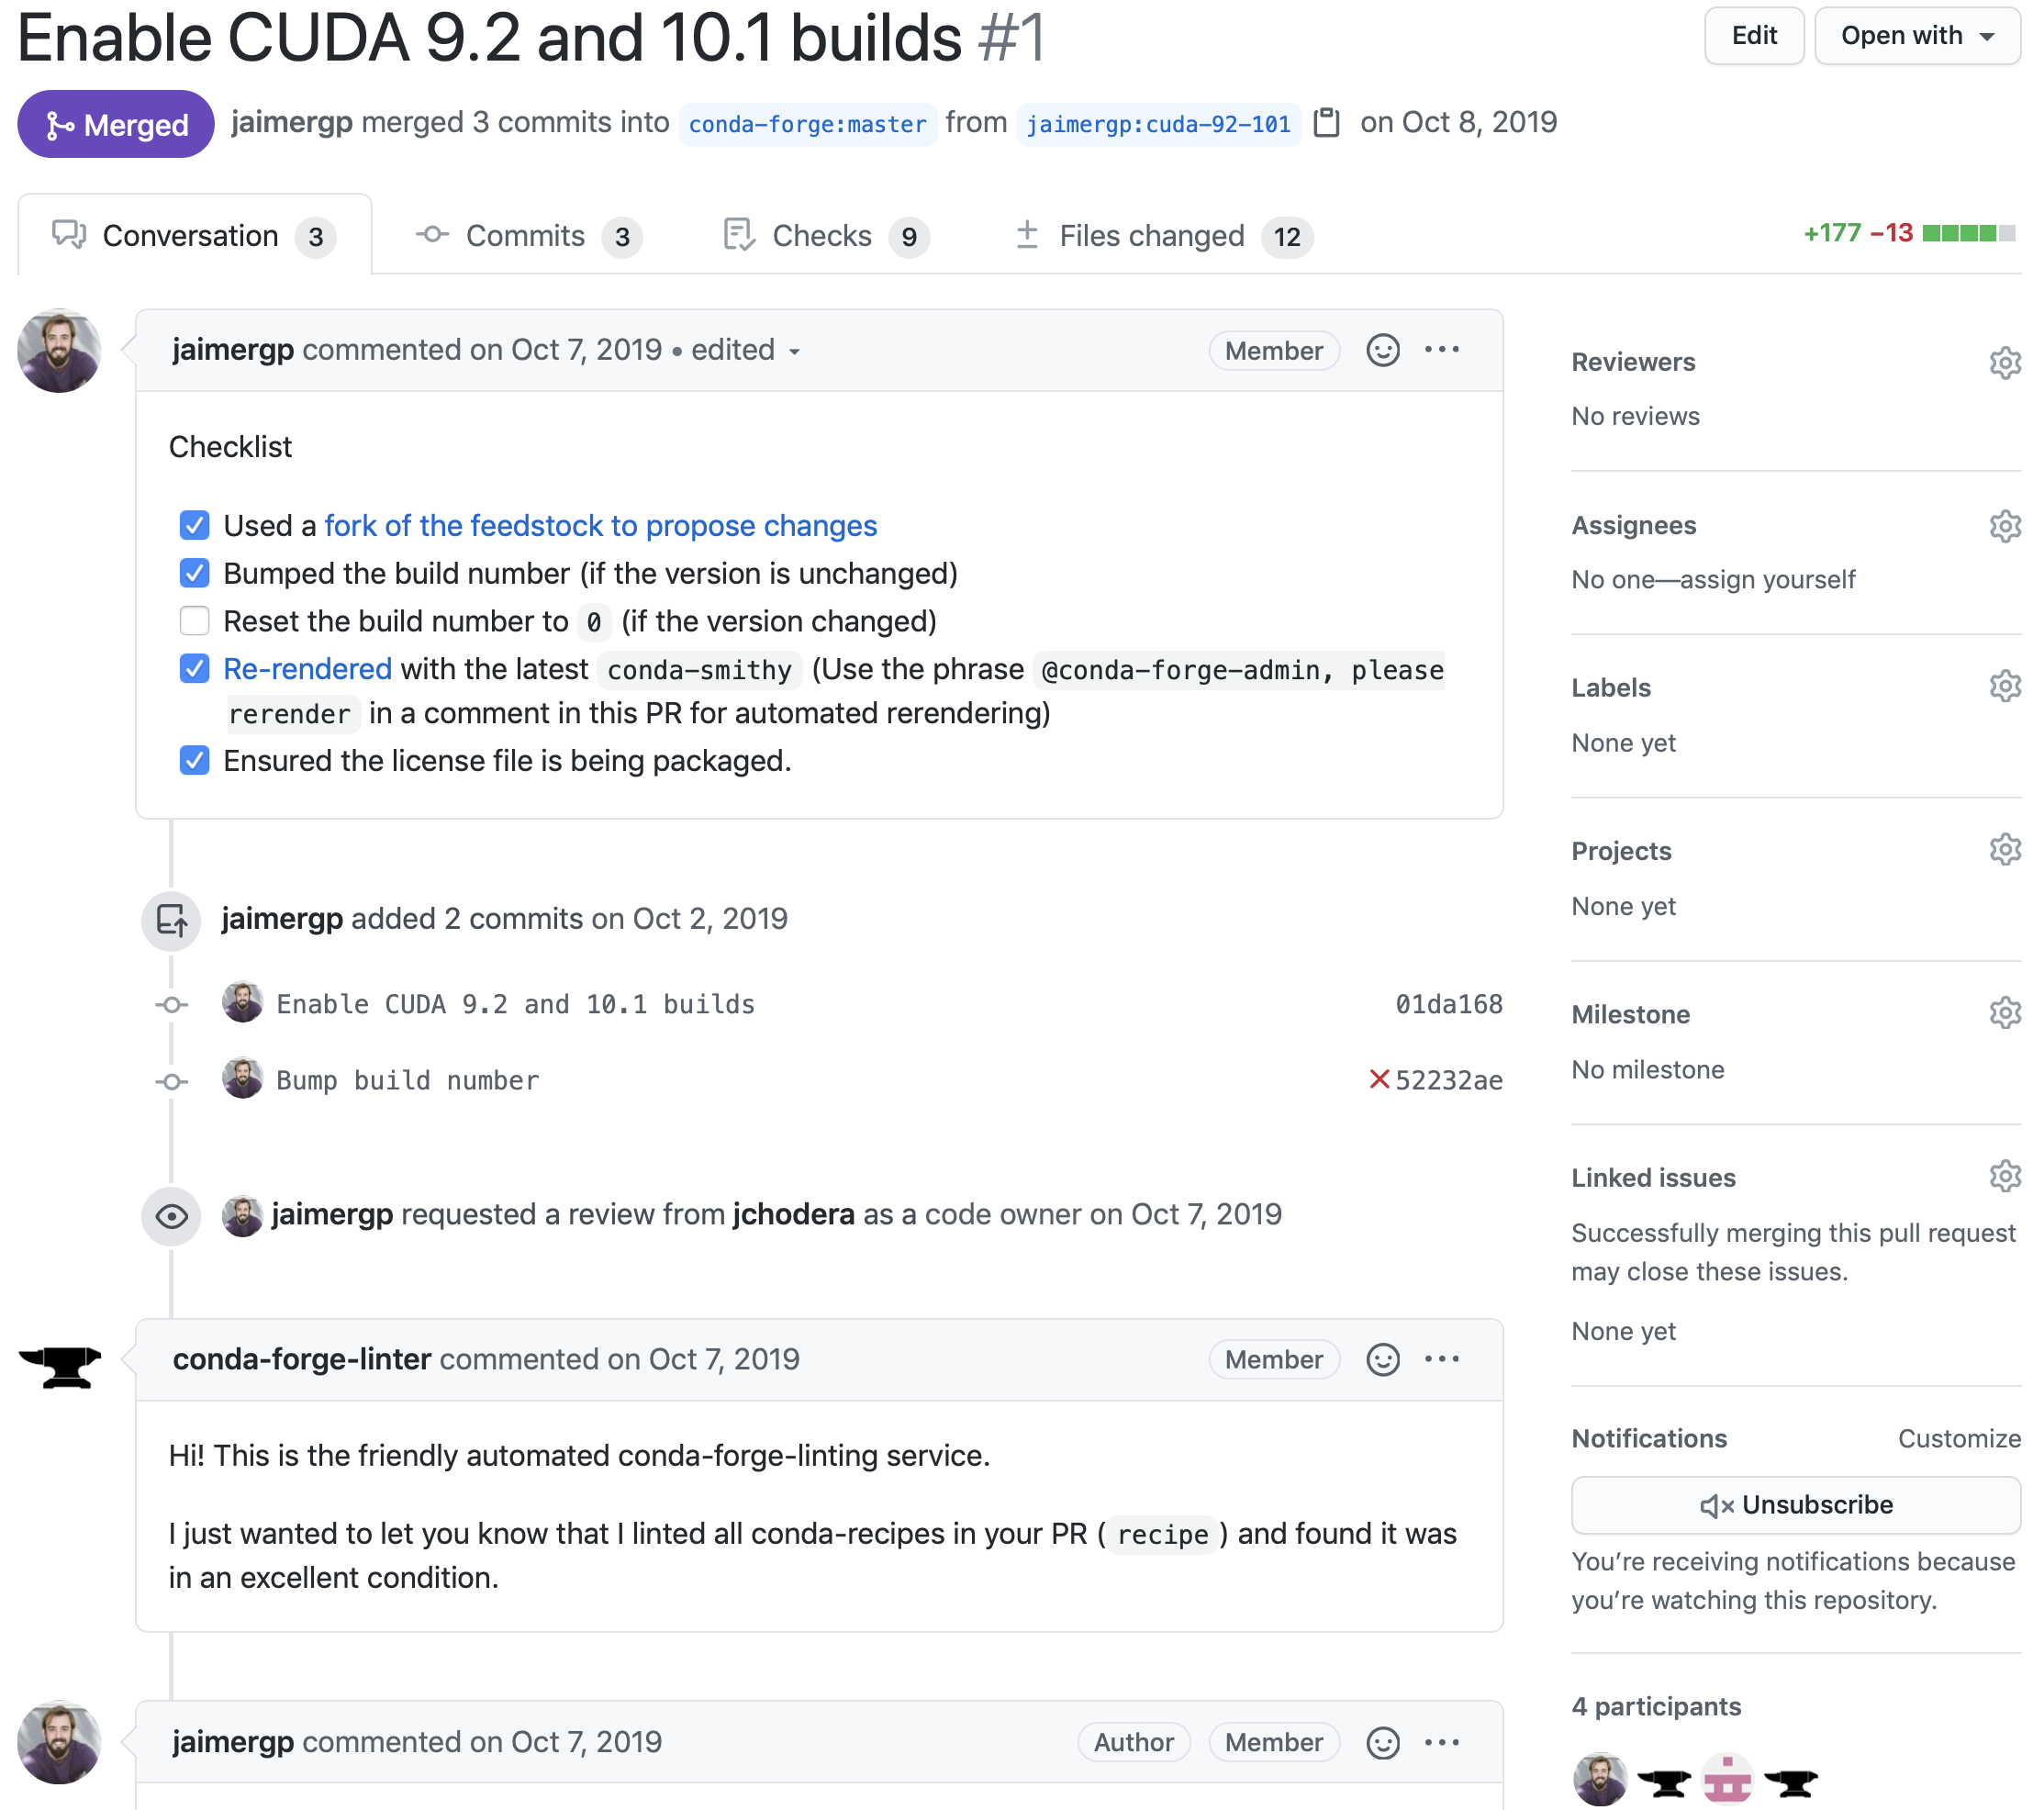 Enable CUDA 9.2 and 10.1 builds #1
Edit
Open with
Merged
jaimergp merged 3 commits into conda-forge:master from jaimergp:cuda-92-101 on Oct 8, 2019
Conversation 3
Commits 3
Checks 9
Files changed 12
+177 −13
jaimergp commented on Oct 7, 2019 • edited
Member
Checklist
Used a fork of the feedstock to propose changes
Bumped the build number (if the version is unchanged)
Reset the build number to 0 (if the version changed)
Re-rendered with the latest conda-smithy (Use the phrase @conda-forge-admin, please
rerender in a comment in this PR for automated rerendering)
Ensured the license file is being packaged.
jaimergp added 2 commits on Oct 2, 2019
Enable CUDA 9.2 and 10.1 builds
01da168
Bump build number
52232ae
jaimergp requested a review from jchodera as a code owner on Oct 7, 2019
conda-forge-linter commented on Oct 7, 2019
Member
Hi! This is the friendly automated conda-forge-linting service.
I just wanted to let you know that I linted all conda-recipes in your PR (recipe) and found it was
in an excellent condition.
jaimergp commented on Oct 7, 2019
Author
Member
Reviewers
No reviews
Assignees
No one—assign yourself
Labels
None yet
Projects
None yet
Milestone
No milestone
Linked issues
Successfully merging this pull request
may close these issues.
None yet
Notifications
Customize
Unsubscribe
You’re receiving notifications because
you’re watching this repository.
4 participants